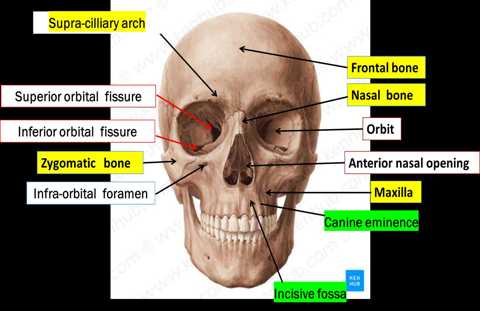 Supra-cilliary arch
Frontal bone
Superior orbital fissure
Nasal bone
Inferior orbital fissure
Orbit
Zygomatic bone
Anterior nasal opening
Infra-orbital foramen
Maxilla
Canine eminence
Incisive fossa
KEN
HUB